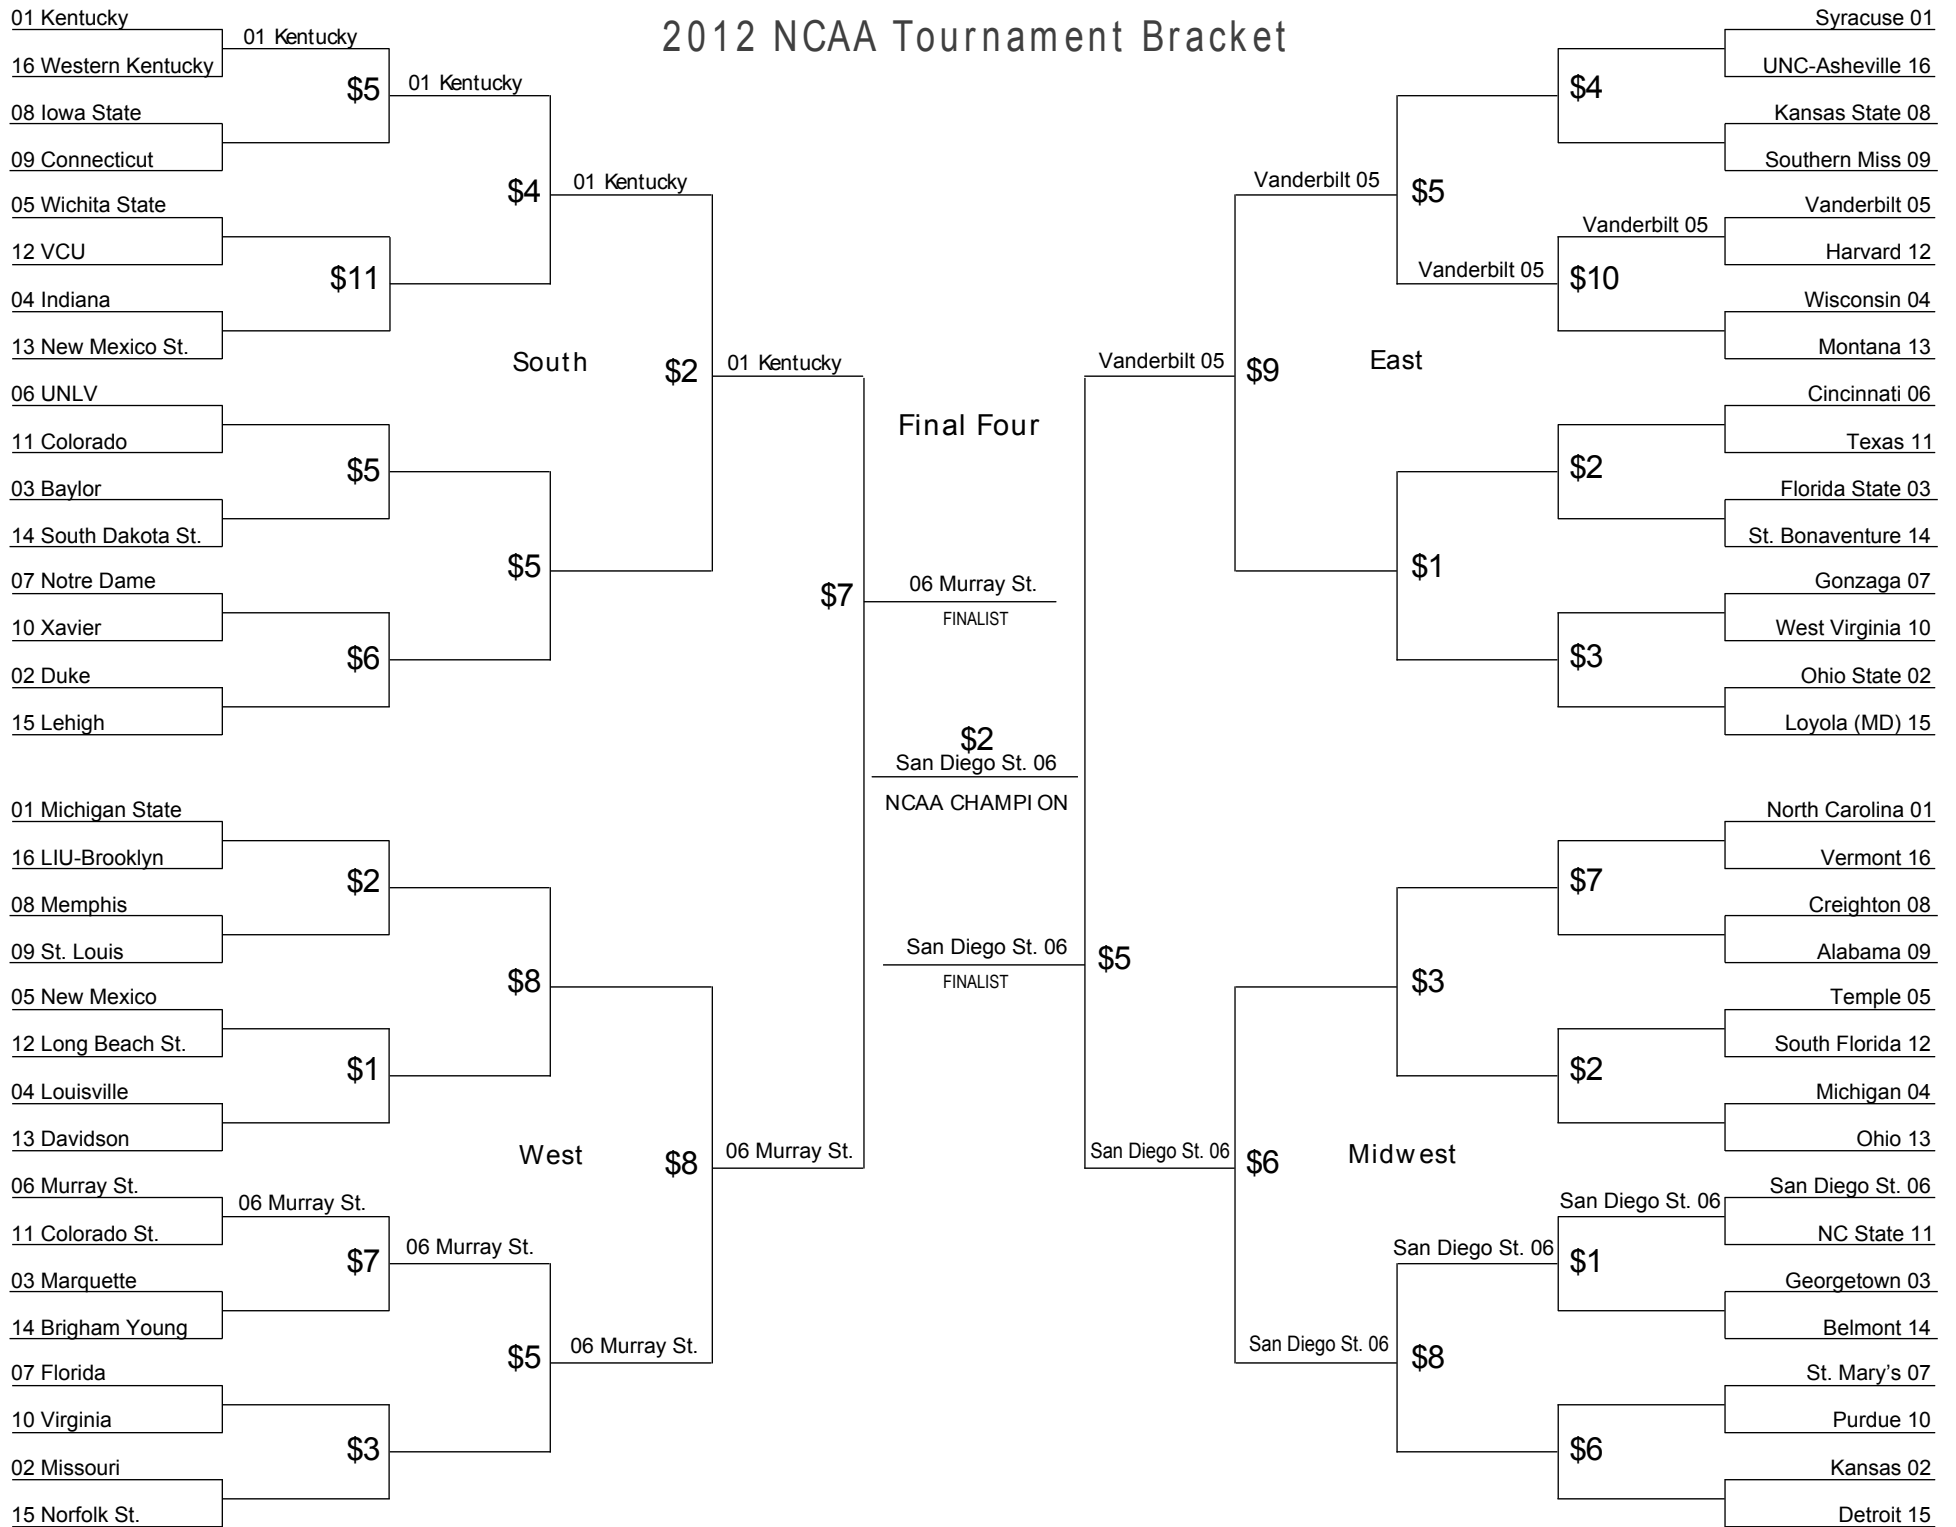 2012 NCAA Tournament Bracket
01 Kentucky
16 Western Kentucky
08 Iowa State
09 Connecticut
05 Wichita State
12 VCU
04 Indiana
13 New Mexico St.
06 UNLV
11 Colorado
03 Baylor
14 South Dakota St.
07 Notre Dame
10 Xavier
02 Duke
15 Lehigh
01 Kentucky
$5
$11
$5
$6
01 Kentucky
$4
$5
01 Kentucky
South
$2
01 Kentucky
01 Michigan State
16 LIU-Brooklyn
08 Memphis
09 St. Louis
05 New Mexico
12 Long Beach St.
04 Louisville
13 Davidson
06 Murray St.
11 Colorado St.
03 Marquette
14 Brigham Young
07 Florida
10 Virginia
02 Missouri
15 Norfolk St.
06 Murray St.
$2
$1
$7
$3
06 Murray St.
$8
$5
06 Murray St.
West
$8
06 Murray St.
Final Four
$7
06 Murray St.
FINALIST
$2
San Diego St. 06
NCAA CHAMPION
San Diego St. 06
FINALIST
$5
Syracuse 01
UNC-Asheville 16
Kansas State 08
Southern Miss 09
Vanderbilt 05
Harvard 12
Wisconsin 04
Montana 13
Cincinnati 06
Texas 11
Florida State 03
St. Bonaventure 14
Gonzaga 07
West Virginia 10
Ohio State 02
Loyola (MD) 15
Vanderbilt 05
$4
$10
$2
$3
Vanderbilt 05
$5
$1
Vanderbilt 05
East
$9
Vanderbilt 05
North Carolina 01
Vermont 16
Creighton 08
Alabama 09
Temple 05
South Florida 12
Michigan 04
Ohio 13
San Diego St. 06
NC State 11
Georgetown 03
Belmont 14
St. Mary’s 07
Purdue 10
Kansas 02
Detroit 15
San Diego St. 06
$7
$2
$1
$6
San Diego St. 06
$3
$8
San Diego St. 06
Midwest
$6
San Diego St. 06